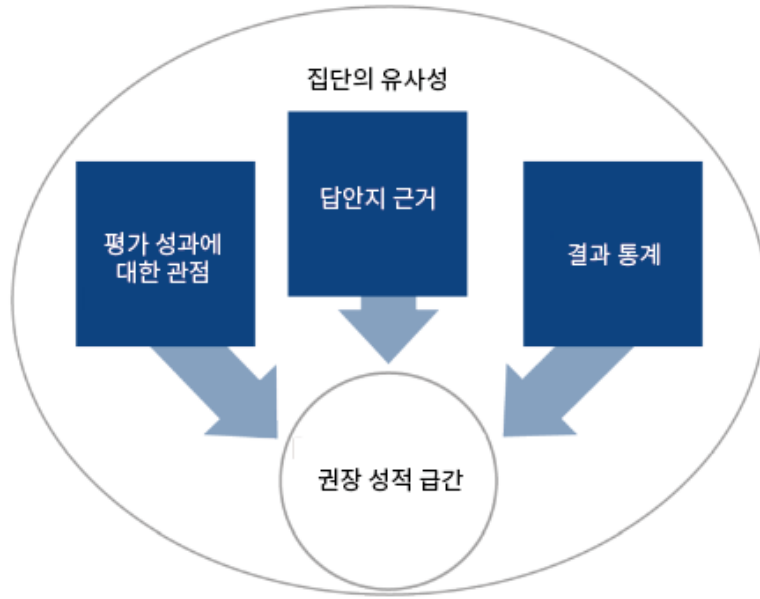 집단의 유사성
평가 성과에
대한 관점
답안지 근거
결과 통계
권장 성적 급간